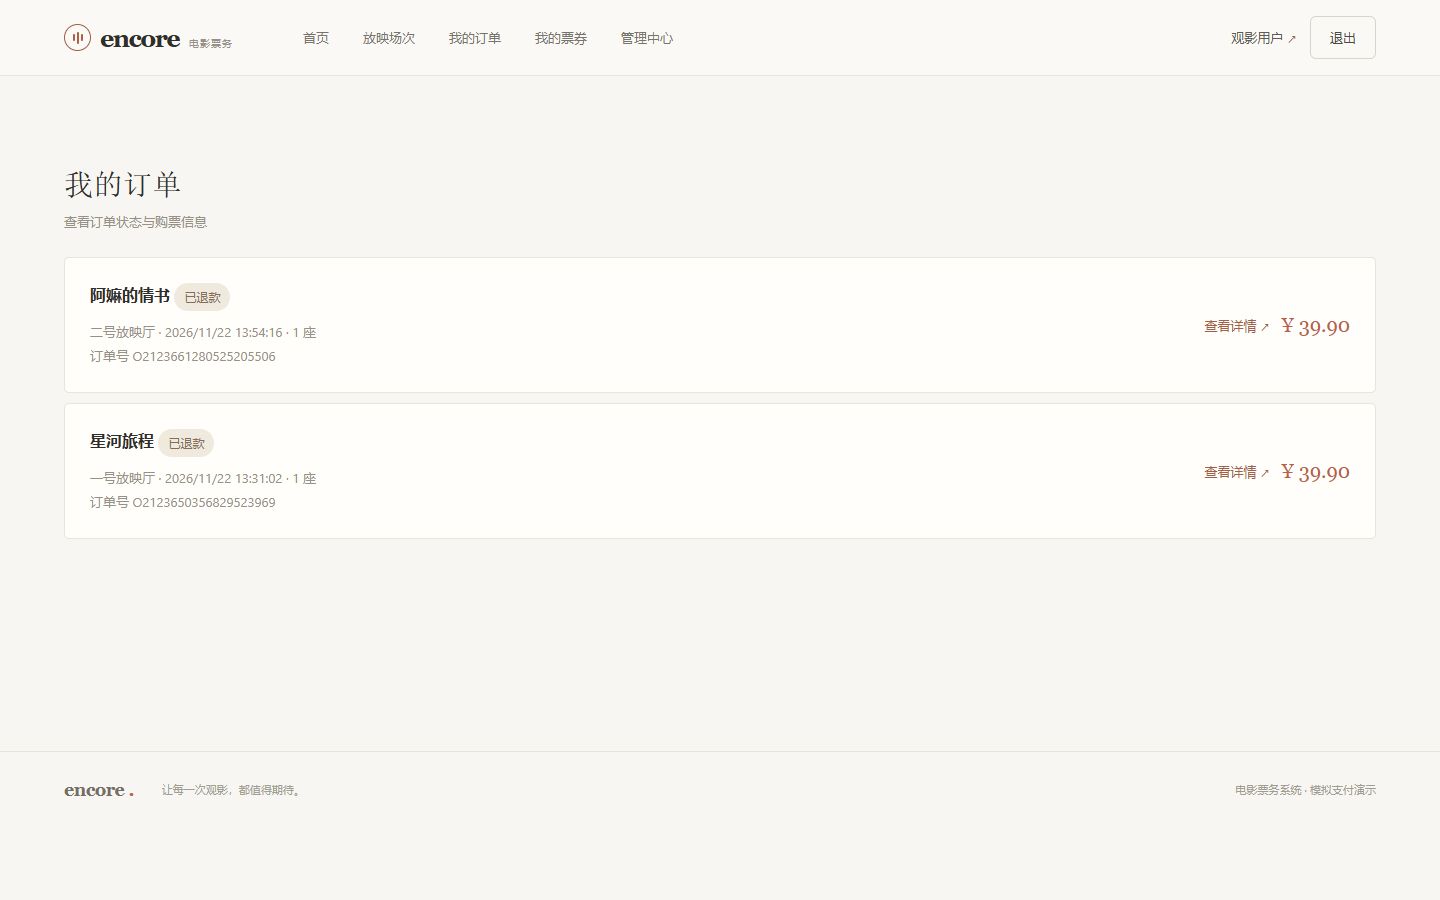 encore 电影票务 首页 放映场次 我的订单 我的票券 管理中心 观影用户 ↗ 退出
我的订单
查看订单状态与购票信息
阿嫲的情书 已退款
二号放映厅 · 2026/11/22 13:54:16 · 1 座
订单号 O2123661280525205506
查看详情 ↗ ¥ 39.90
星河旅程 已退款
一号放映厅 · 2026/11/22 13:31:02 · 1 座
订单号 O2123650356829523969
查看详情 ↗ ¥ 39.90
encore. 让每一次观影，都值得期待。 电影票务系统 · 模拟支付演示